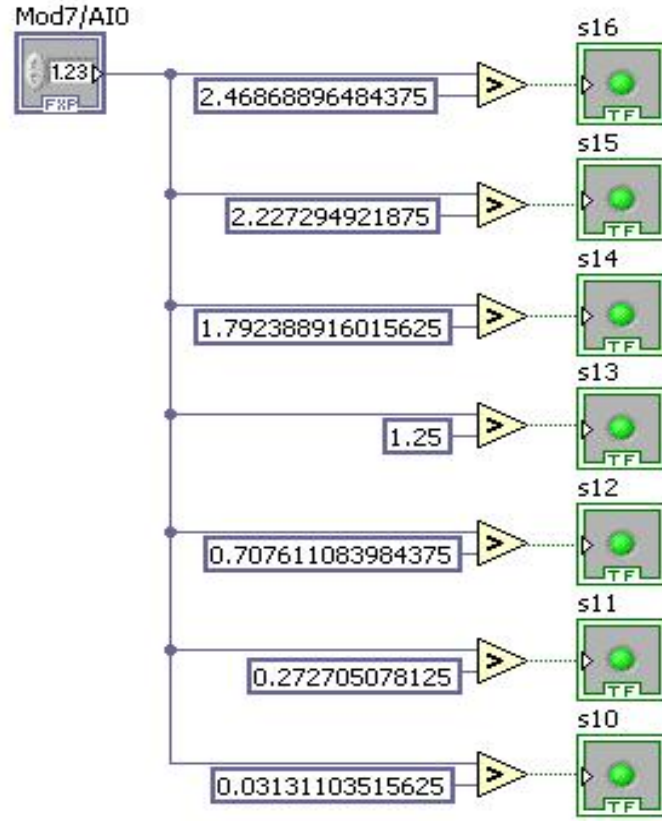 Mod7/AI0
1.23
FXP
s16
2.46868896484375
>
TF
s15
2.227294921875
>
TF
s14
1.792388916015625
>
TF
s13
1.25
>
TF
s12
0.707611083984375
>
TF
s11
0.272705078125
>
TF
s10
0.03131103515625
>
TF